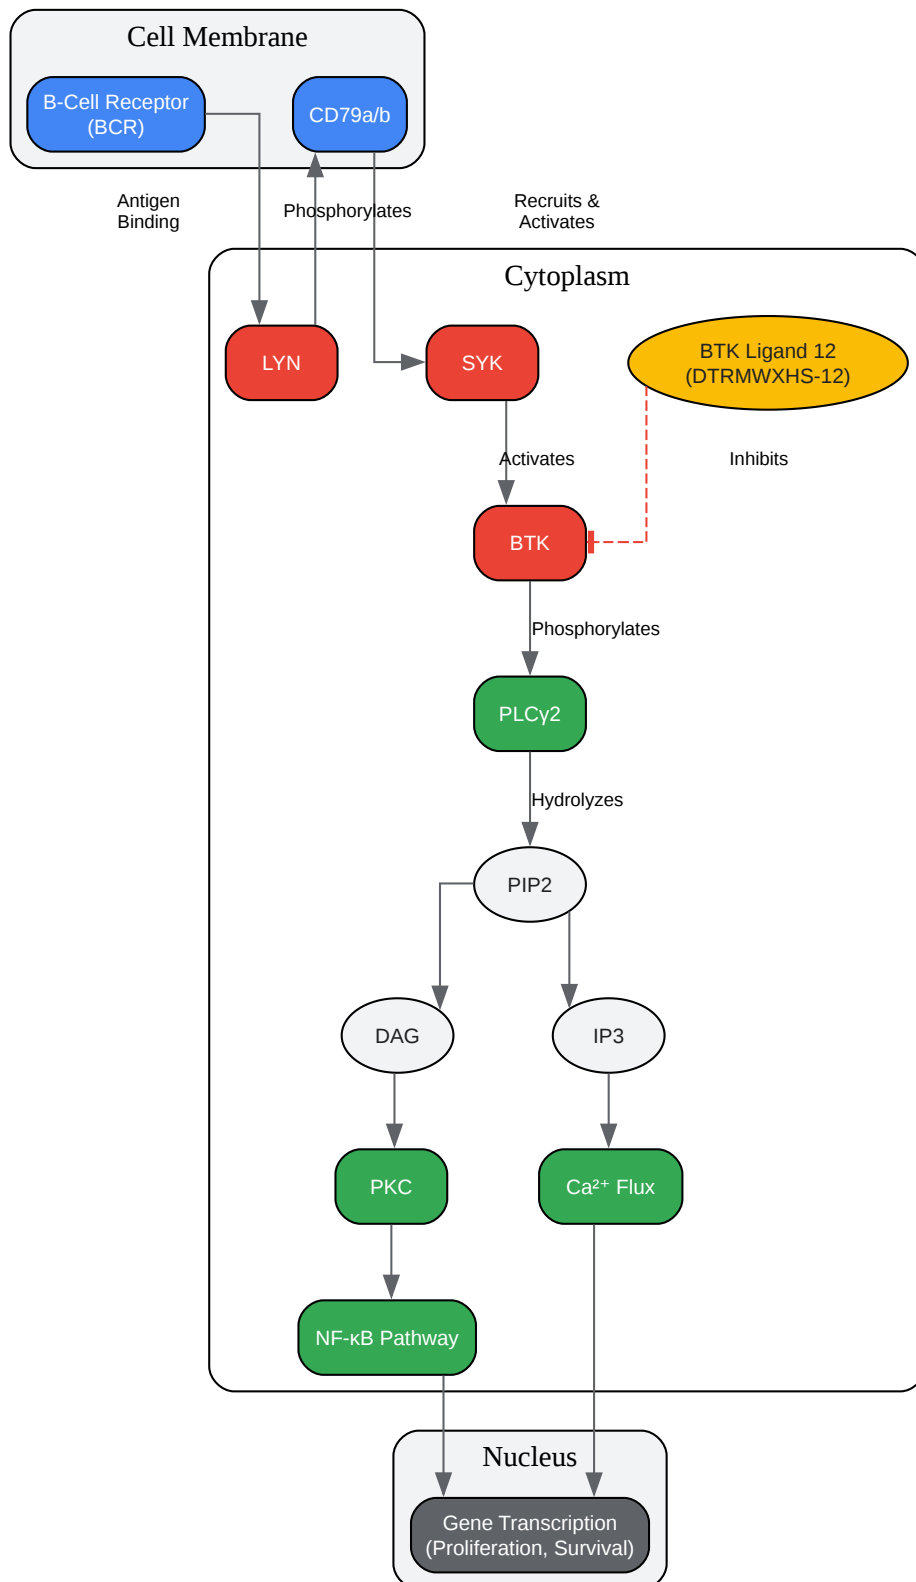 Cell Membrane
B-Cell Receptor
(BCR)
CD79a/b
Antigen
Binding
Phosphorylates
Recruits &
Activates
Cytoplasm
LYN
SYK
BTK Ligand 12
(DTRMWXHS-12)
Activates
Inhibits
BTK
Phosphorylates
PLCγ2
Hydrolyzes
PIP2
DAG
IP3
PKC
Ca²⁺ Flux
NF-κB Pathway
Nucleus
Gene Transcription
(Proliferation, Survival)